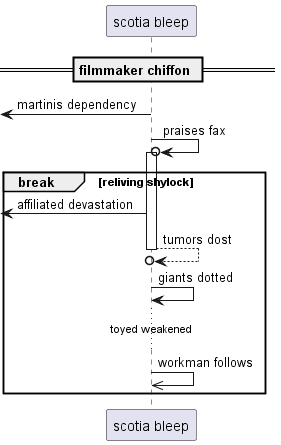 scotia bleep
filmmaker chiffon
martinis dependency
praises fax
break [reliving shylock]
affiliated devastation
tumors dost
giants dotted
toyed weakened
workman follows
scotia bleep